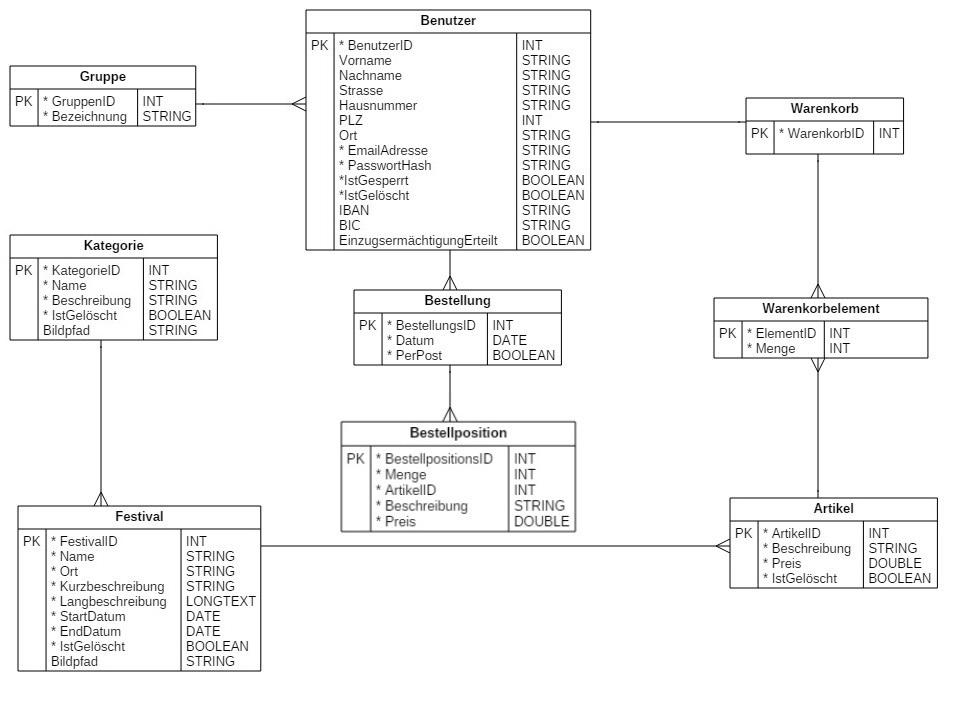 Benutzer
PK * BenutzerID INT
Vorname STRING
Nachname STRING
Strasse STRING
Hausnummer STRING
PLZ INT
Ort STRING
* EmailAdresse STRING
* PasswortHash STRING
*IstGesperrt BOOLEAN
*IstGelöscht BOOLEAN
IBAN STRING
BIC STRING
EinzugsermächtigungErteilt BOOLEAN
Gruppe
PK * GruppenID INT
* Bezeichnung STRING
Warenkorb
PK * WarenkorbID INT
Kategorie
PK * KategorieID INT
* Name STRING
* Beschreibung STRING
* IstGelöscht BOOLEAN
Bildpfad STRING
Bestellung
PK * BestellungsID INT
* Datum DATE
* PerPost BOOLEAN
Warenkorbelement
PK * ElementID INT
* Menge INT
Bestellposition
PK * BestellpositionsID INT
* Menge INT
* ArtikelID INT
* Beschreibung STRING
* Preis DOUBLE
Festival
PK * FestivalID INT
* Name STRING
* Ort STRING
* Kurzbeschreibung STRING
* Langbeschreibung LONGTEXT
* StartDatum DATE
* EndDatum DATE
* IstGelöscht BOOLEAN
Bildpfad STRING
Artikel
PK * ArtikelID INT
* Beschreibung STRING
* Preis DOUBLE
* IstGelöscht BOOLEAN